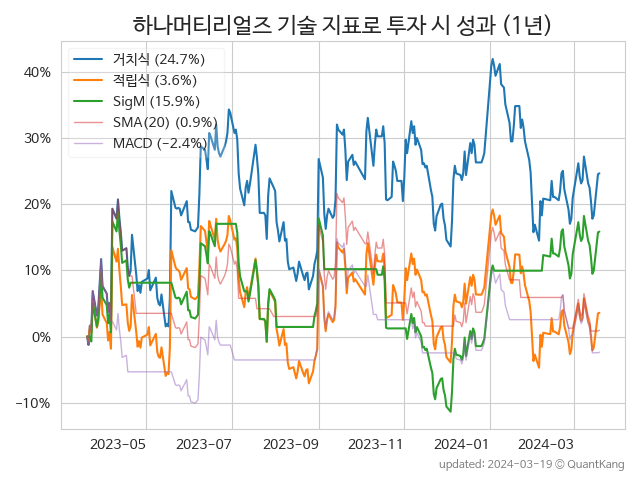 하나머티리얼즈 기술 지표로 투자 시 성과 (1년)
거치식 (24.7%)
적립식 (3.6%)
SigM (15.9%)
SMA(20) (0.9%)
MACD (−2.4%)
40%
30%
20%
10%
0%
−10%
2023-05 2023-07 2023-09 2023-11 2024-01 2024-03
updated: 2024-03-19 © QuantKang